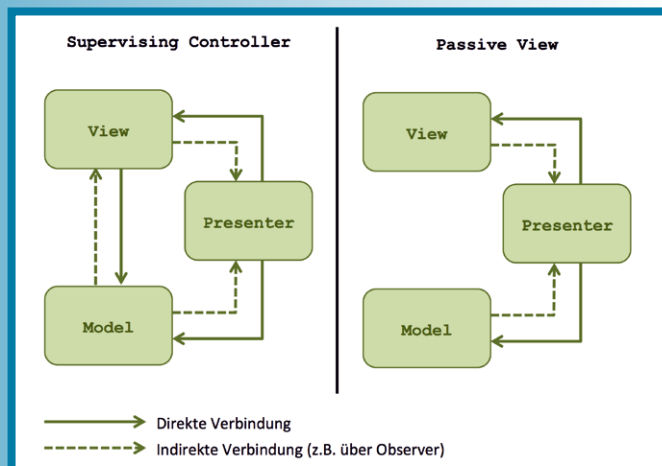 Supervising Controller
Passive View
View
View
Presenter
Presenter
Model
Model
Direkte Verbindung
Indirekte Verbindung (z.B. über Observer)